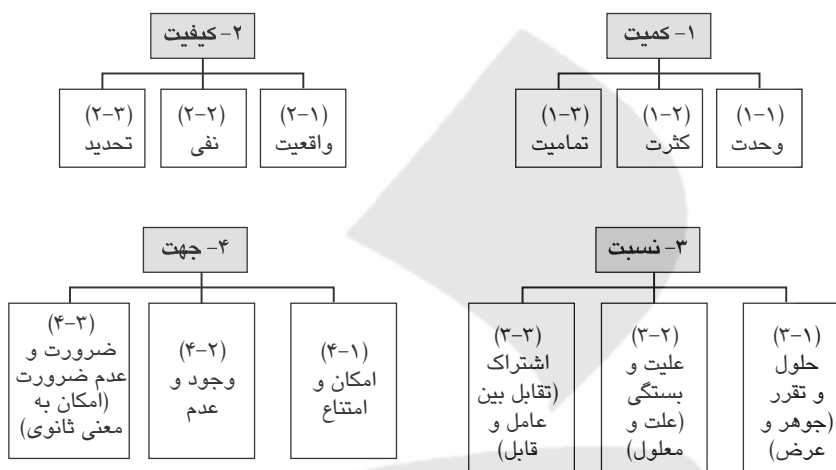 ۱- کمیت
(۱-۱)
وحدت
(۱-۲)
کثرت
(۱-۳)
تمامیت
۲- کیفیت
(۲-۱)
واقعیت
(۲-۲)
نفی
(۲-۳)
تحدید
۳- نسبت
(۳-۱)
حلول
و تقرر
(جوهر و
عرض)
(۳-۲)
علیت و
بستگی
(علت و
معلول)
(۳-۳)
اشتراک
(تقابل بین
عامل و
قابل)
۴- جهت
(۴-۱)
امکان و
امتناع
(۴-۲)
وجود و
عدم
(۴-۳)
ضرورت و
عدم ضرورت
(امکان به
معنی ثانوی)